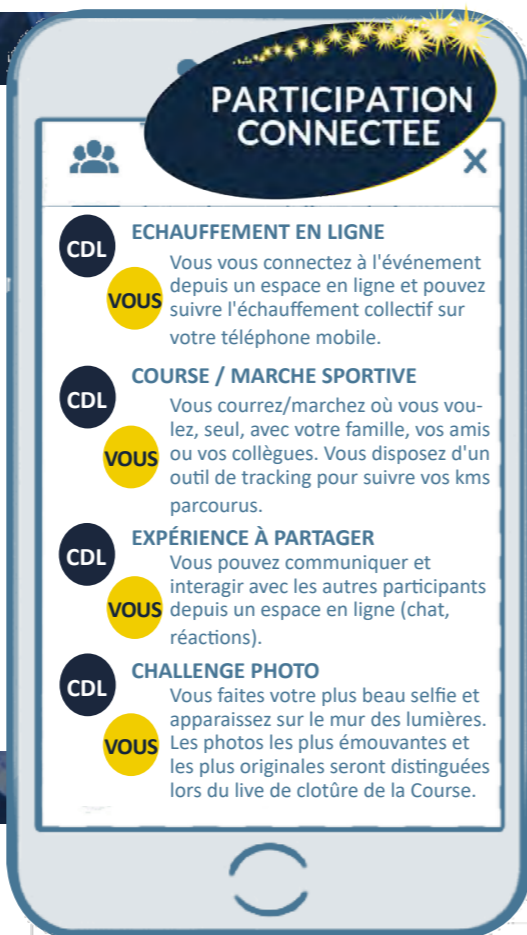 PARTICIPATION
CONNECTEE
X
CDL
ECHAUFFEMENT EN LIGNE
VOUS
Vous vous connectez à l'événement
depuis un espace en ligne et pouvez
suivre l'échauffement collectif sur
votre téléphone mobile.
CDL
COURSE / MARCHE SPORTIVE
VOUS
Vous courrez/marchez où vous vou-
lez, seul, avec votre famille, vos amis
ou vos collègues. Vous disposez d'un
outil de tracking pour suivre vos kms
parcourus.
CDL
EXPÉRIENCE À PARTAGER
VOUS
Vous pouvez communiquer et
interagir avec les autres participants
depuis un espace en ligne (chat,
réactions).
CDL
CHALLENGE PHOTO
VOUS
Vous faites votre plus beau selfie et
apparaissez sur le mur des lumières.
Les photos les plus émouvantes et
les plus originales seront distinguées
lors du live de clotûre de la Course.